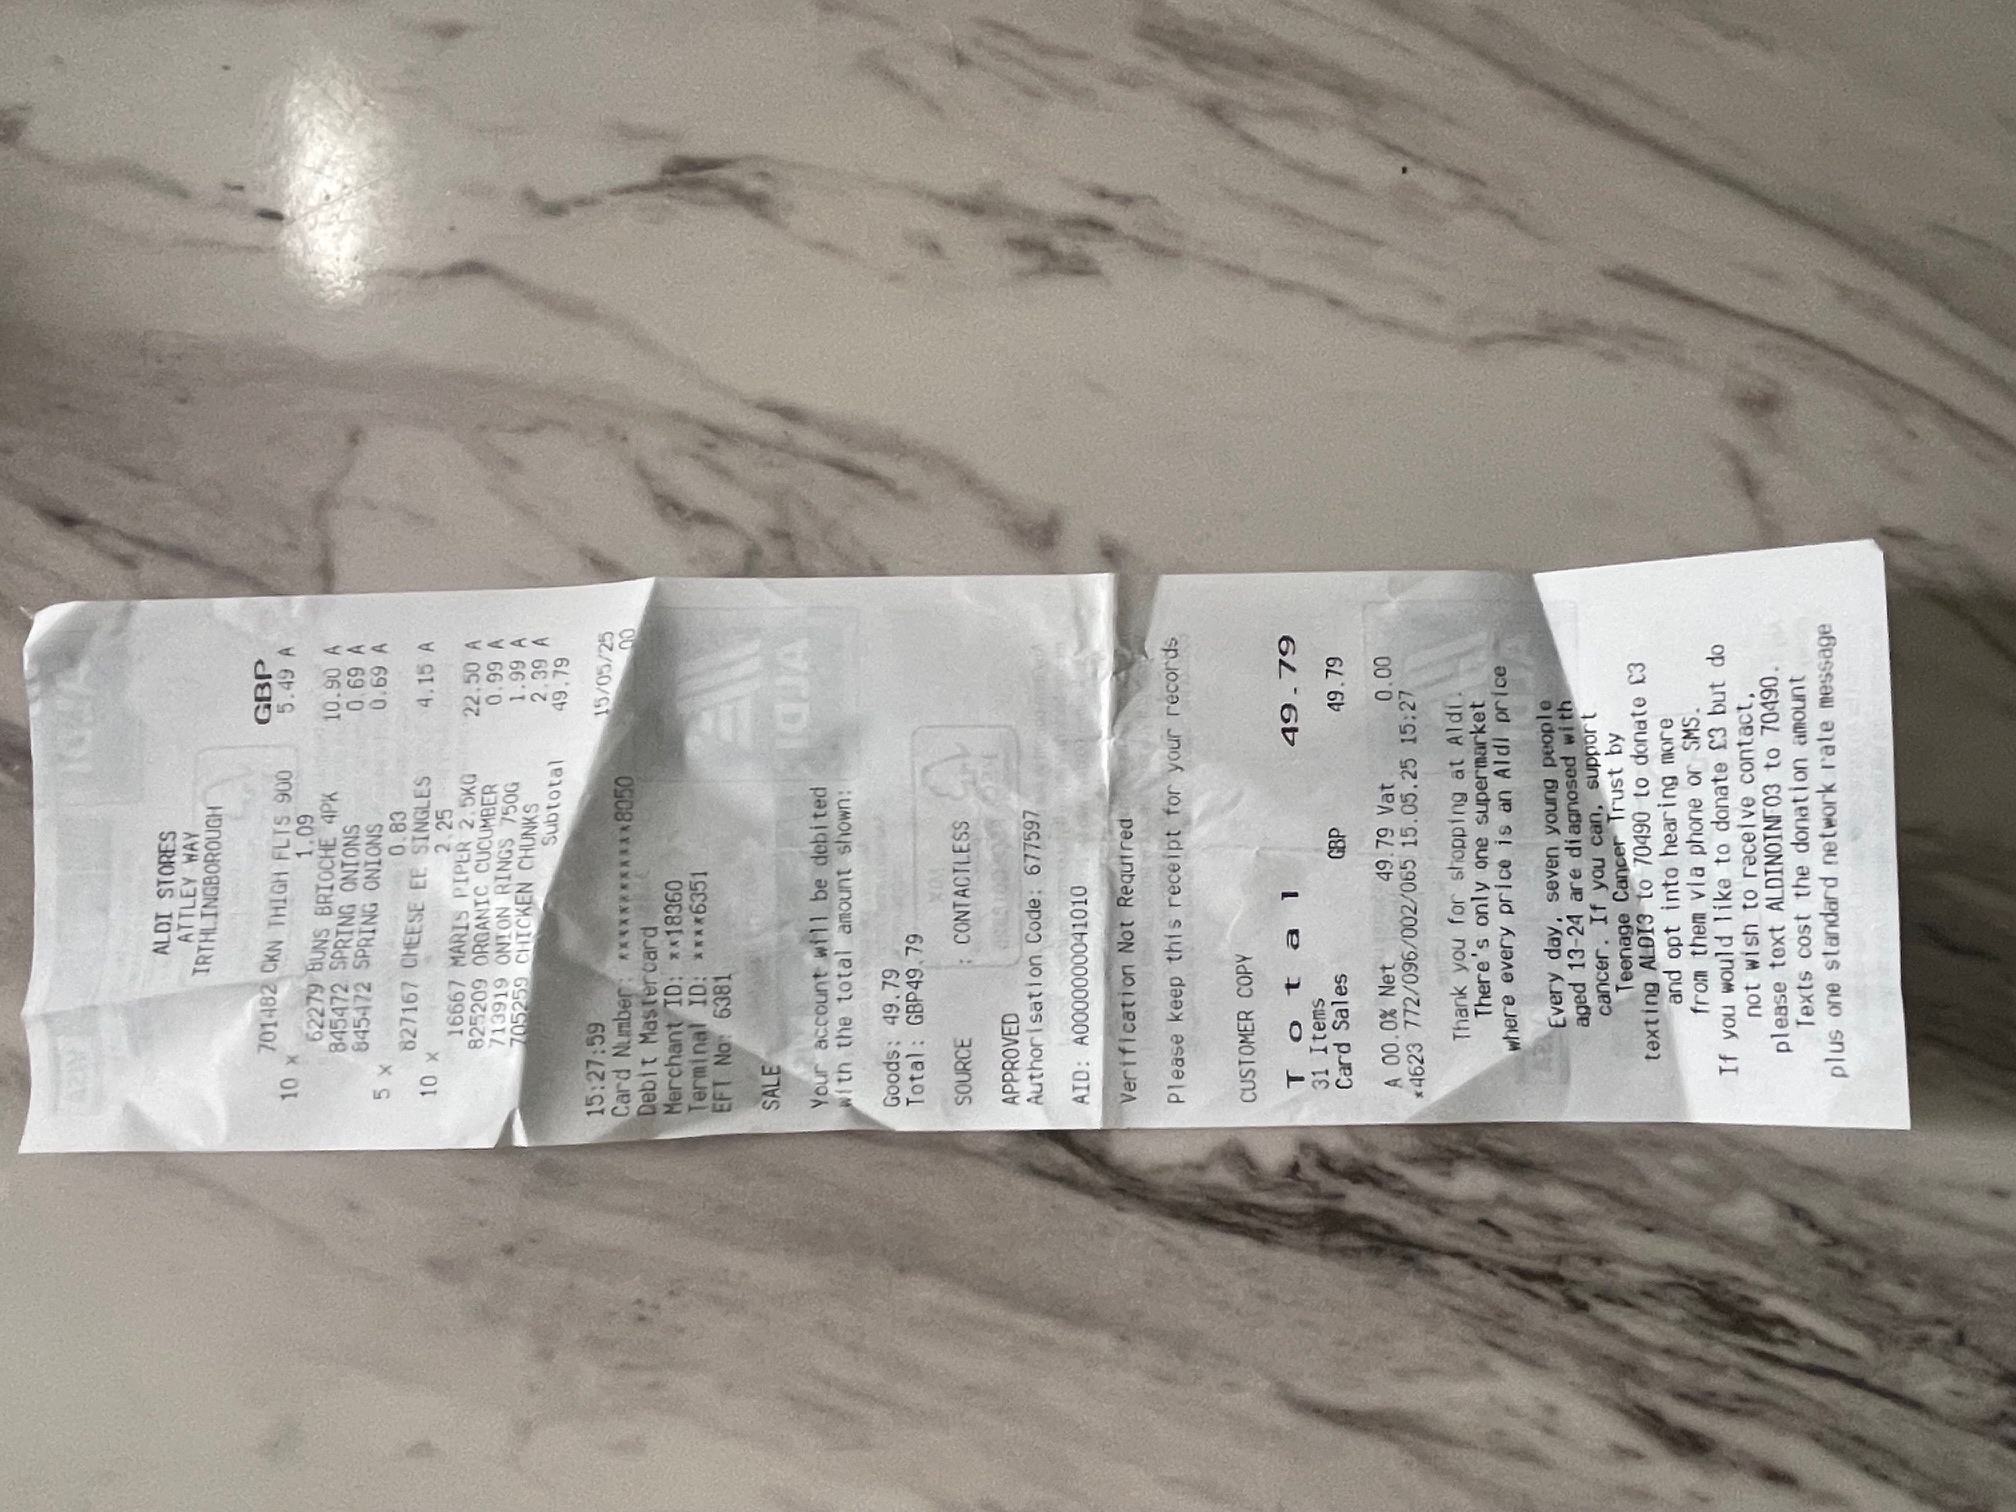 ALDI STORES
ATTLEY WAY
IRTHLINGBOROUGH
GBP
701482 CKN THIGH FLTS 900 5.49 A
10 x 1.09
62279 BUNS BRIOCHE 4PK 10.90 A
845472 SPRING ONIONS 0.69 A
845472 SPRING ONIONS 0.69 A
5 x 0.83
827167 CHEESE EE SINGLES 4.15 A
10 x 2.25
16667 MARIS PIPER 2.5KG 22.50 A
825209 ORGANIC CUCUMBER 0.99 A
713919 ONION RINGS 750G 1.99 A
705259 CHICKEN CHUNKS 2.39 A
Subtotal 49.79
15:27:59 15/05/25
Card Number: ************8050 00
Debit Mastercard
Merchant ID: **18360
Terminal ID: ****6351
EFT No: 6381
SALE
Your account will be debited
with the total amount shown:
Goods: 49.79
Total: GBP49.79
SOURCE : CONTACTLESS
APPROVED
Authorisation Code: 677597
AID: A0000000041010
Verification Not Required
Please keep this receipt for your records
CUSTOMER COPY
Total 49.79
31 Items
Card Sales GBP 49.79
A 00.0% Net 49.79 Vat 0.00
*4623 772/096/002/065 15.05.25 15:27
Thank you for shopping at Aldi.
There's only one supermarket
where every price is an Aldi price
Every day, seven young people
aged 13-24 are diagnosed with
cancer. If you can, support
Teenage Cancer Trust by
texting ALDI3 to 70490 to donate £3
and opt into hearing more
from them via phone or SMS.
If you would like to donate £3 but do
not wish to receive contact,
please text ALDINOINFO3 to 70490.
Texts cost the donation amount
plus one standard network rate message